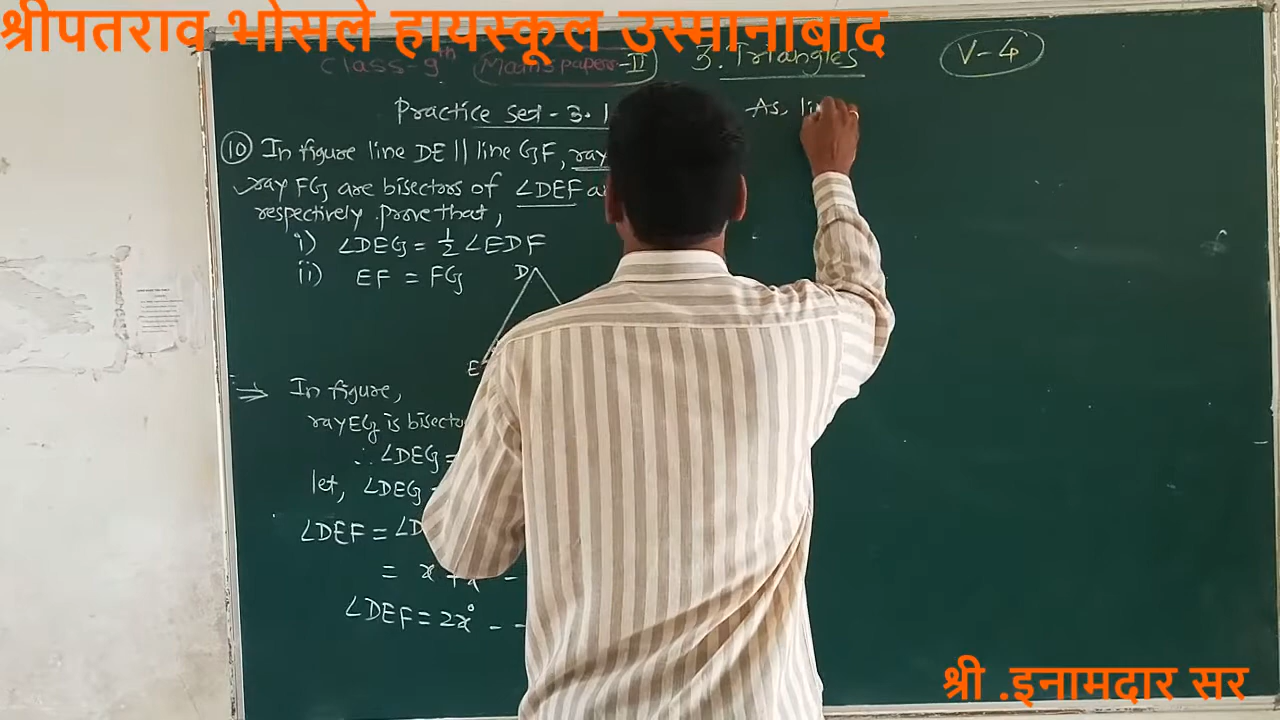 श्रीपतराव भोसले हायस्कूल उस्मानाबाद
Class-9th Maths paper-II 3. Triangles V-4
Practice set - 3.1
(10) In figure line DE || line GF, ray
ray FG are bisectors of ∠DEF
respectively. prove that,
i) ∠DEG = 1/2 ∠EDF
ii) EF = FG
D
E
⇒ In figure,
ray EG is bisector
∴ ∠DEG =
let, ∠DEG
∠DEF =
= x + x -
∠DEF = 2x° - -
As, li
श्री .इनामदार सर